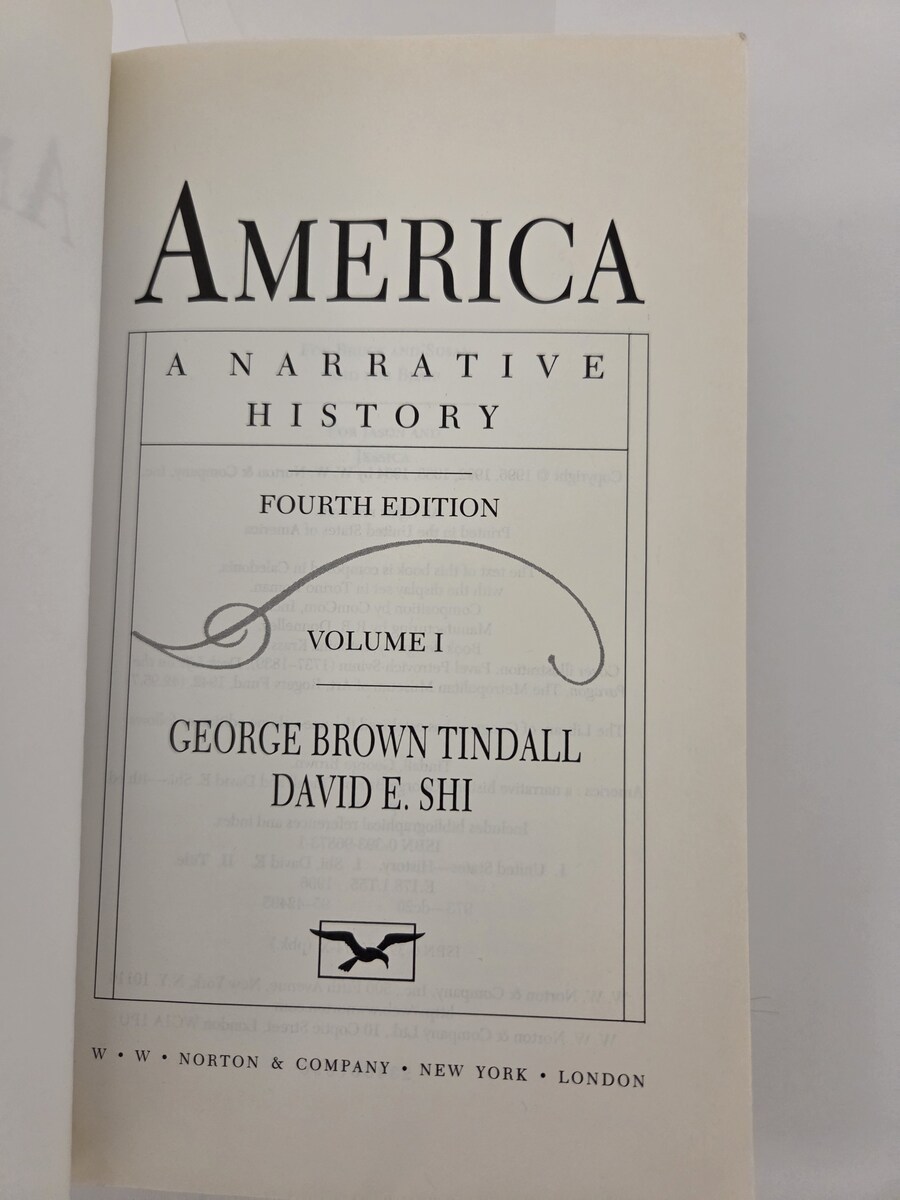 AMERICA
A NARRATIVE
HISTORY
FOURTH EDITION
VOLUME I
GEORGE BROWN TINDALL
DAVID E. SHI
W • W • NORTON & COMPANY • NEW YORK • LONDON